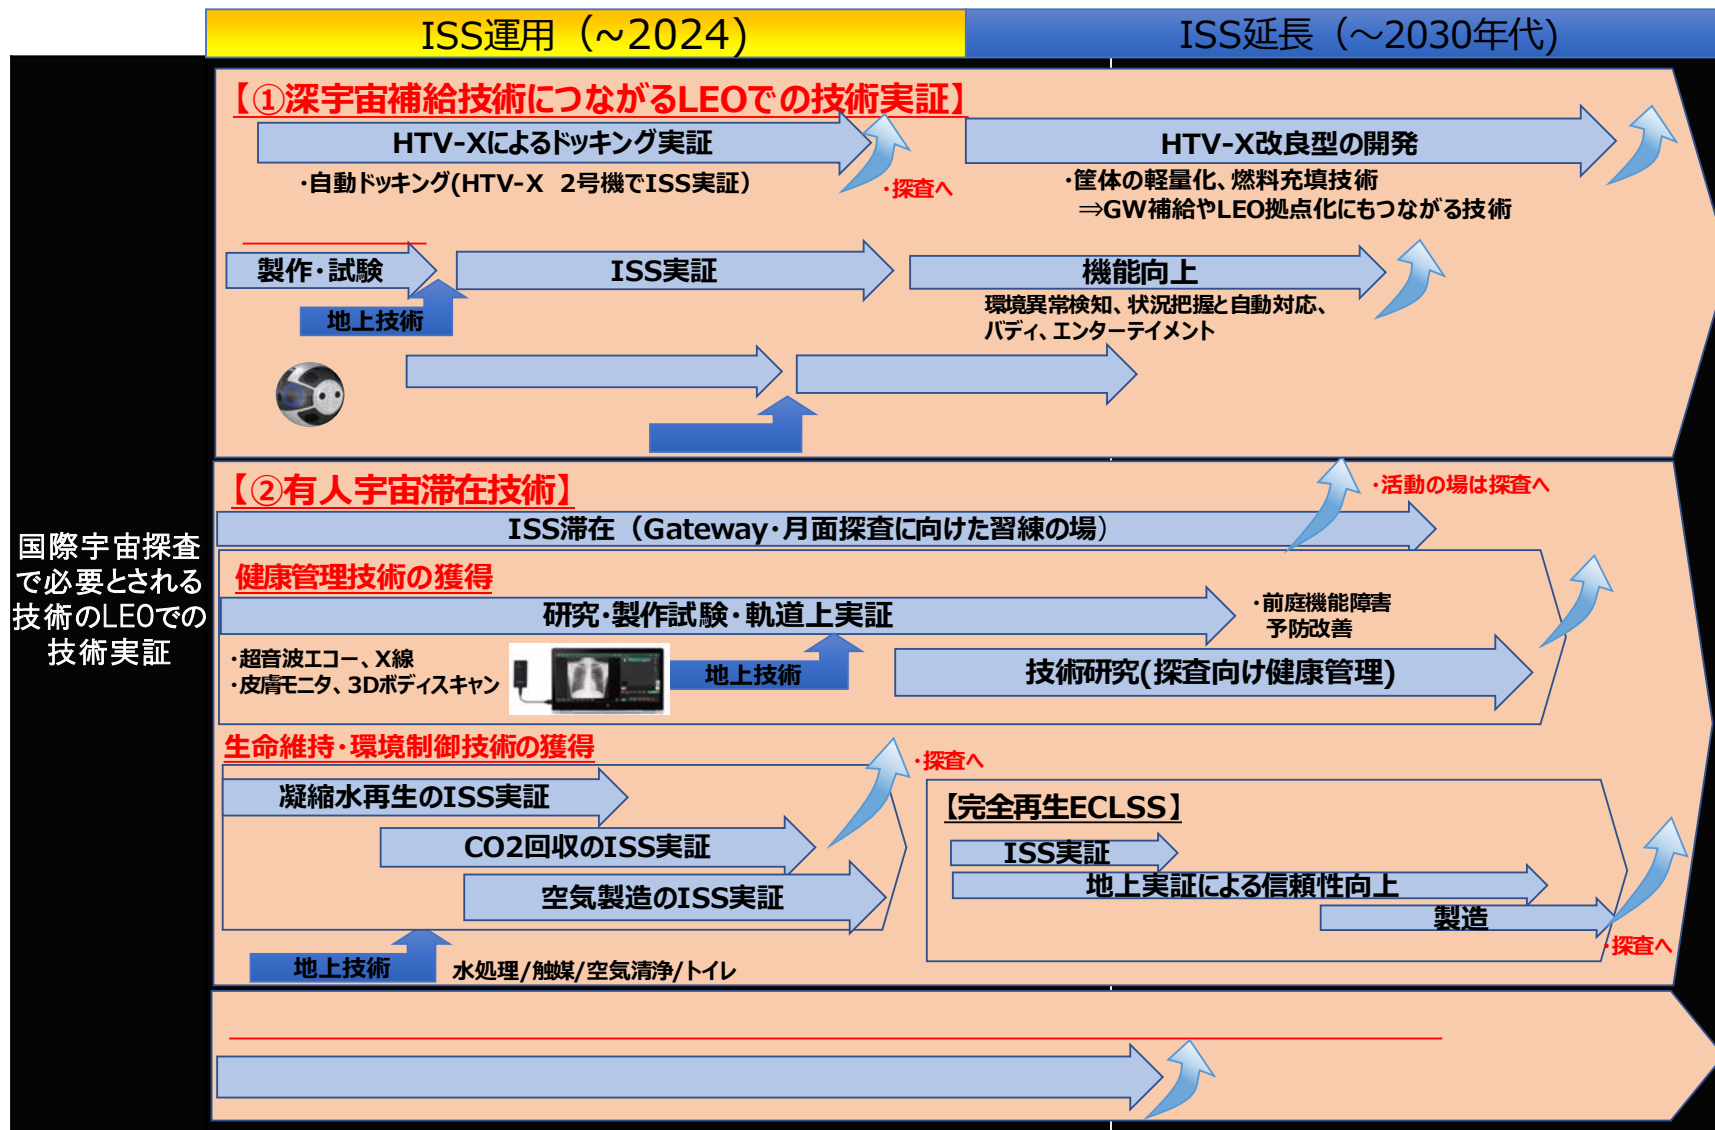 ISS運用（~2024）
ISS延長（～2030年代)
国際宇宙探査
で必要とされる
技術のLEOでの
技術実証
【①深宇宙補給技術につながるLEOでの技術実証】
HTV-Xによるドッキング実証
・自動ドッキング(HTV-X 2号機でISS実証）
・探査へ
HTV-X改良型の開発
・筐体の軽量化、燃料充填技術
⇒GW補給やLEO拠点化にもつながる技術
製作・試験
地上技術
ISS実証
機能向上
環境異常検知、状況把握と自動対応、
バディ、エンターテイメント
【②有人宇宙滞在技術】
・活動の場は探査へ
ISS滞在（Gateway・月面探査に向けた習練の場）
健康管理技術の獲得
研究・製作試験・軌道上実証
・前庭機能障害
予防改善
・超音波エコー、X線
・皮膚モニタ、3Dボディスキャン
地上技術
技術研究(探査向け健康管理)
生命維持・環境制御技術の獲得
・探査へ
凝縮水再生のISS実証
CO2回収のISS実証
空気製造のISS実証
地上技術
水処理/触媒/空気清浄/トイレ
【完全再生ECLSS】
ISS実証
地上実証による信頼性向上
製造
・探査へ